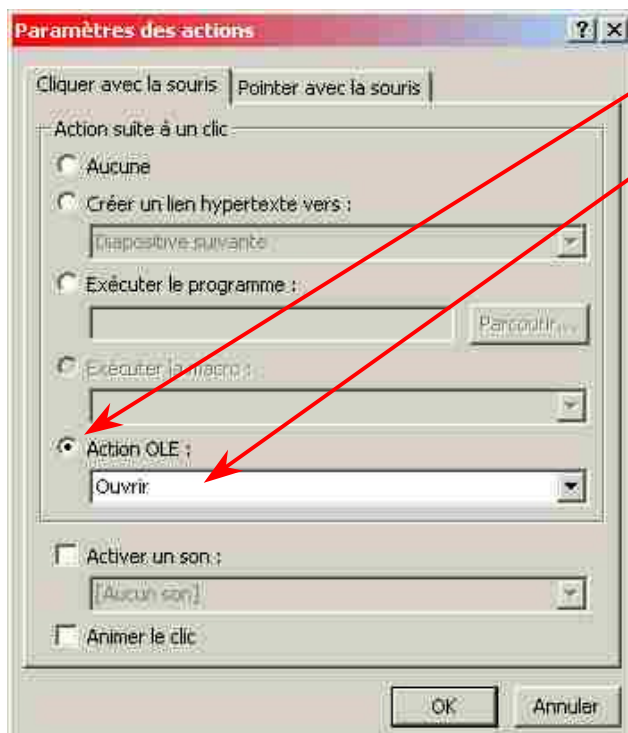 Paramètres des actions
Cliquer avec la souris Pointer avec la souris
Action suite à un clic
Aucune
Créer un lien hypertexte vers :
Diapositive suivante
Exécuter le programme :
Parcourir...
Exécuter la macro :
Action OLE :
Ouvrir
Activer un son :
[Aucun son]
Animer le clic
OK Annuler